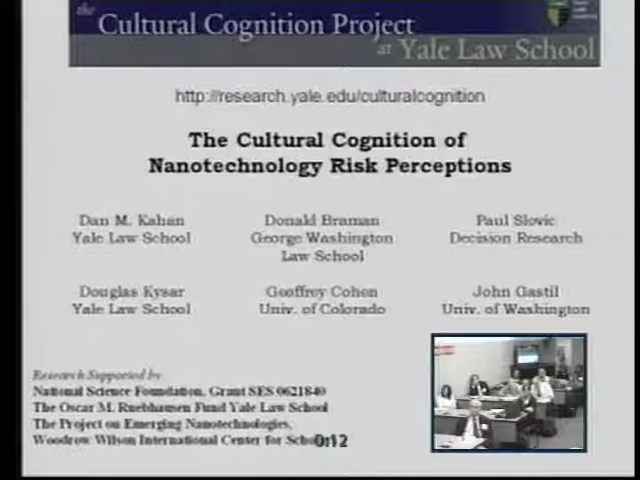 the
Cultural Cognition Project
at Yale Law School
http://research.yale.edu/culturalcognition
The Cultural Cognition of
Nanotechnology Risk Perceptions
Dan M. Kahan
Yale Law School
Donald Braman
George Washington
Law School
Paul Slovic
Decision Research
Douglas Kysar
Yale Law School
Geoffrey Cohen
Univ. of Colorado
John Gastil
Univ. of Washington
Research Supported by
National Science Foundation, Grant SES 0621840
The Oscar M. Ruebhausen Fund Yale Law School
The Project on Emerging Nanotechnologies,
Woodrow Wilson International Center for
0:12